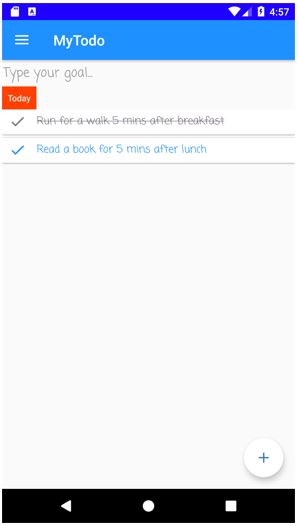 4:57
MyTodo
Type your goal...
Today
Run for a walk 5 mins after breakfast
Read a book for 5 mins after lunch